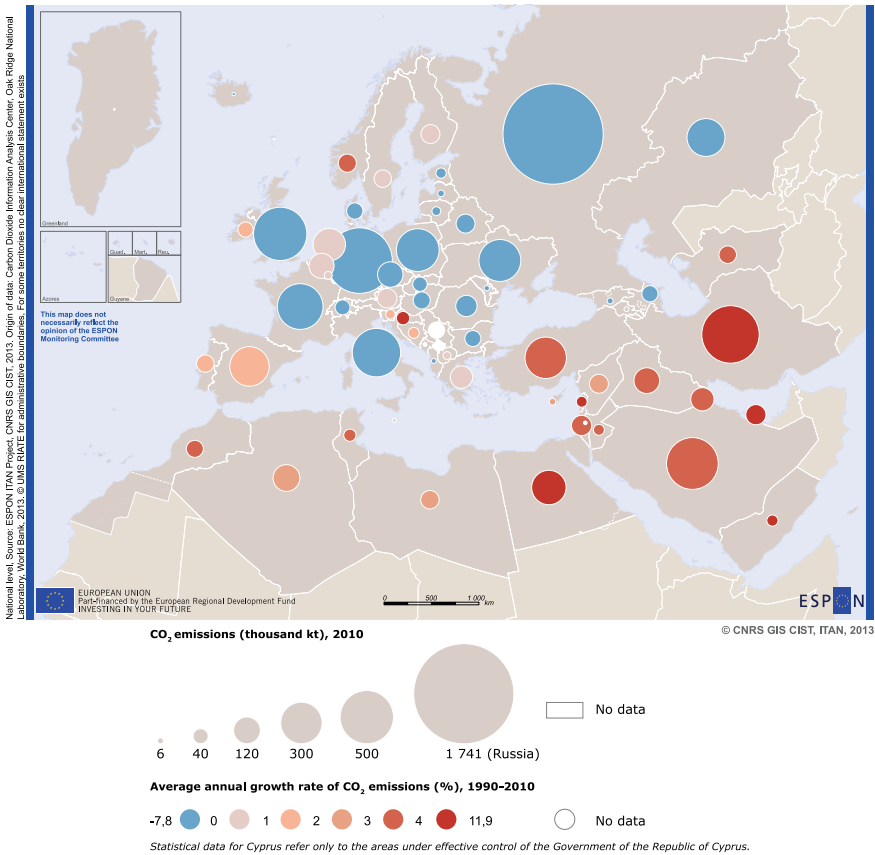 National level, Source: ESPON ITAN Project, CNRS GIS CIST, 2013. Origin of data: Carbon Dioxide Information Analysis Center, Oak Ridge National
Laboratory, World Bank, 2013. © UMS RIATE for administrative boundaries. For some territories no clear international statement exists
Greenland
Azores
Guad.
Mart.
Reu.
Guyane
This map does not
necessarily reflect the
opinion of the ESPON
Monitoring Committee
EUROPEAN UNION
Part-financed by the European Regional Development Fund
INVESTING IN YOUR FUTURE
0 500 1 000
km
ESPON
© CNRS GIS CIST, ITAN, 2013
CO2 emissions (thousand kt), 2010
6 40 120 300 500 1 741 (Russia)
No data
Average annual growth rate of CO2 emissions (%), 1990-2010
-7,8 0 1 2 3 4 11,9 No data
Statistical data for Cyprus refer only to the areas under effective control of the Government of the Republic of Cyprus.